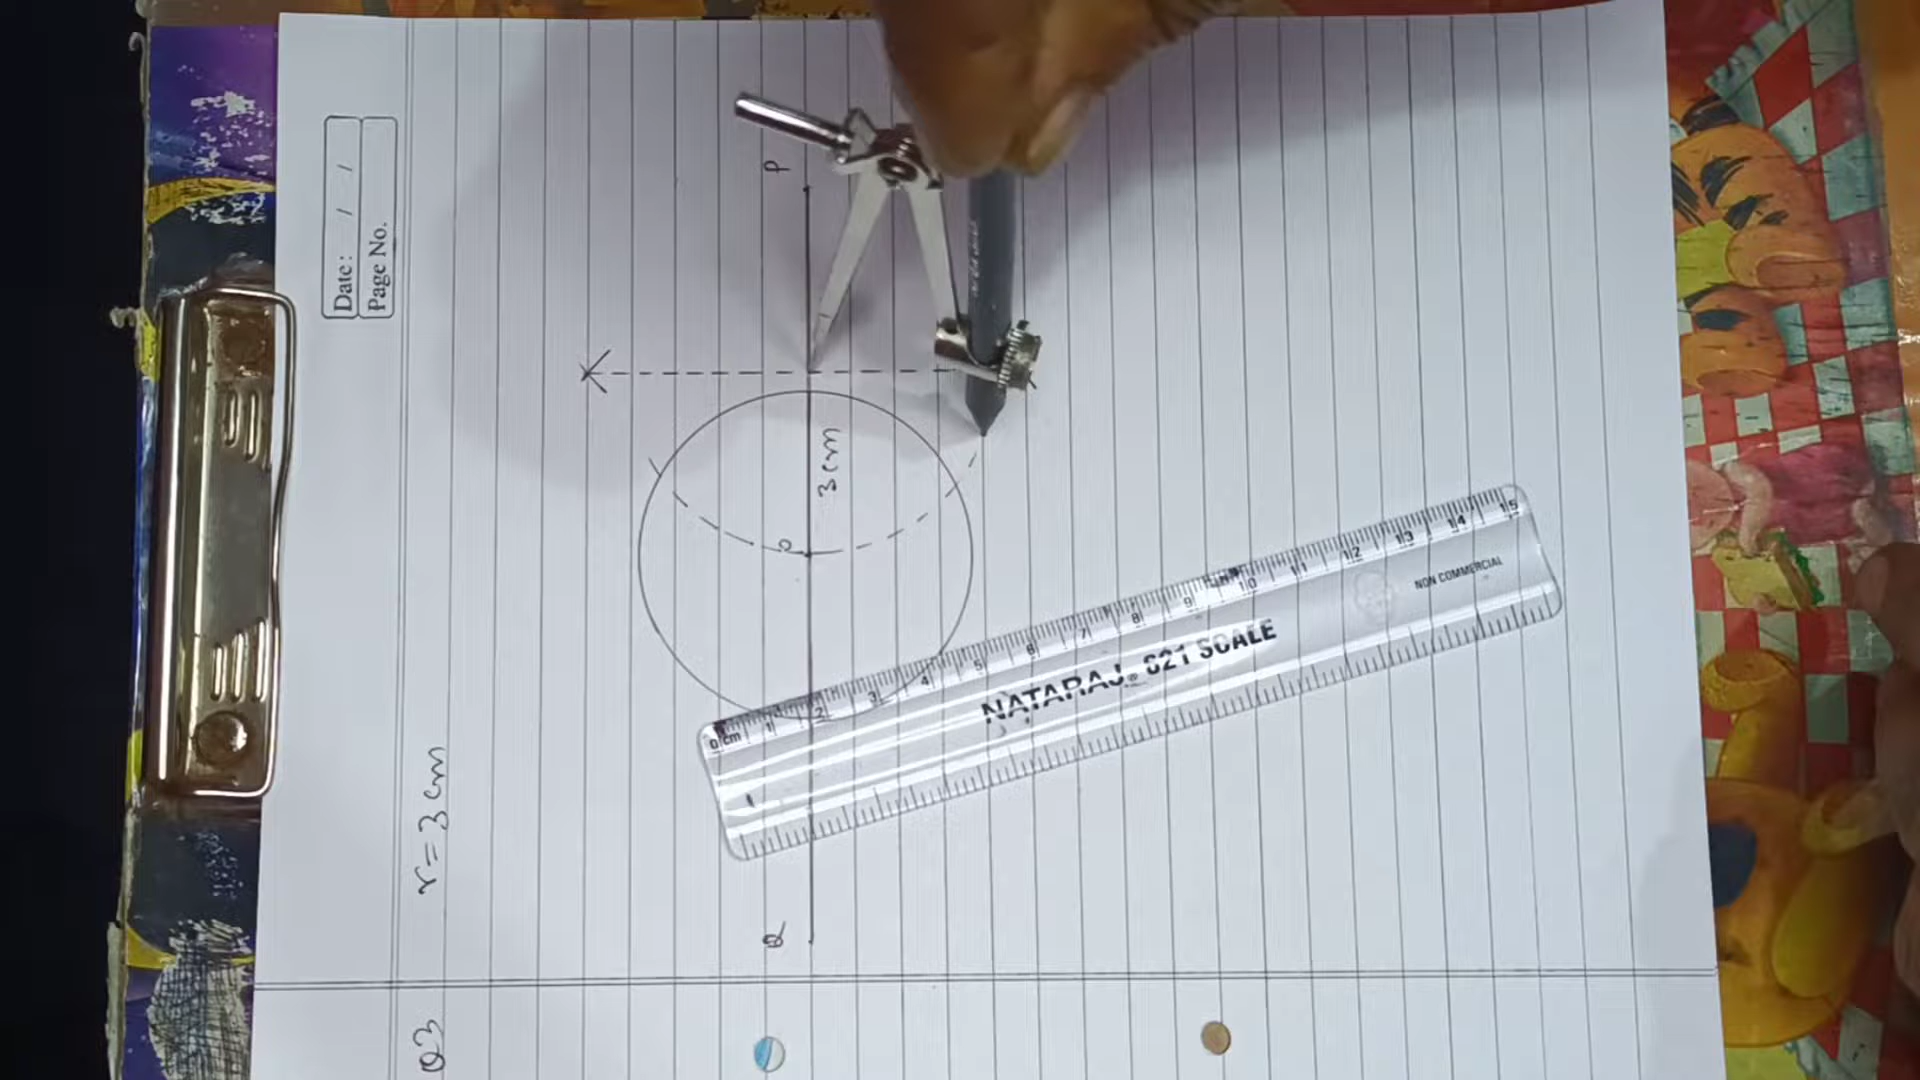 Date: / /
Page No.
Q3 r = 3 cm
P
3 cm
O
Q
0 cm 1 2 3 4 5 6 7 8 9 10 11 12 13 14 15
NATARAJ® 621 SCALE
NON COMMERCIAL